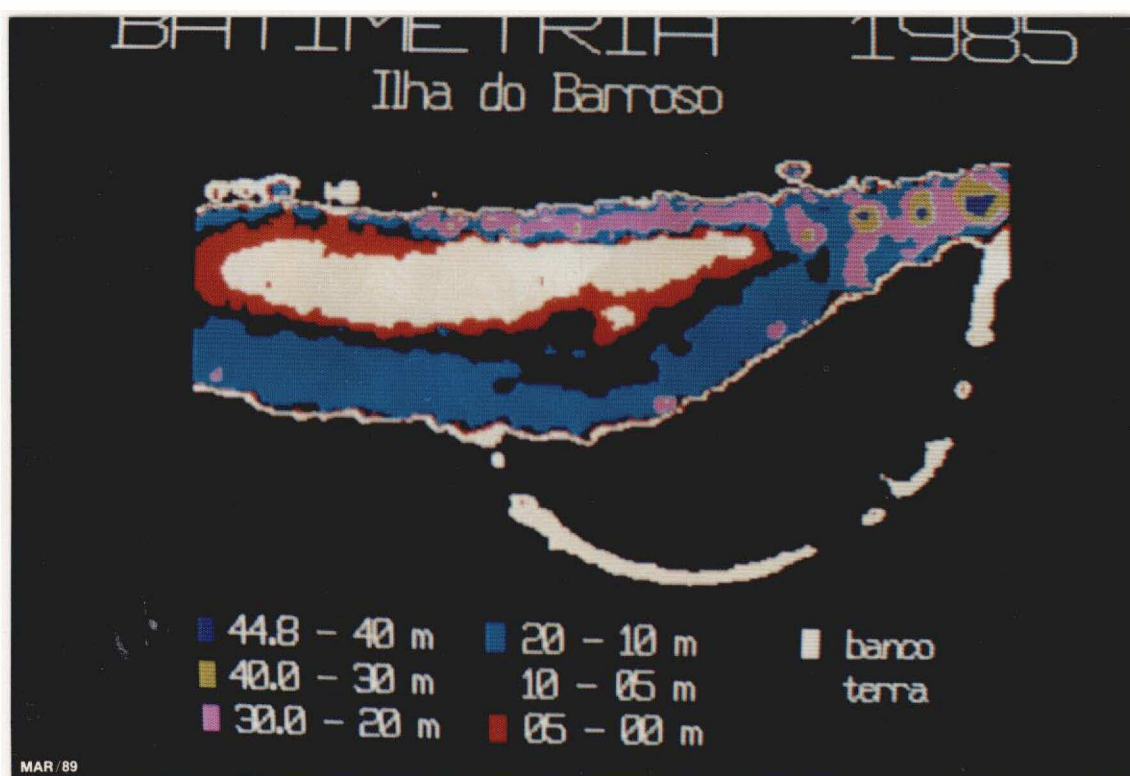 BATIMETRIA 1985
Ilha do Barroso
44.8 - 40 m
40.0 - 30 m
30.0 - 20 m
20 - 10 m
10 - 05 m
05 - 00 m
banco
terra
MAR/89